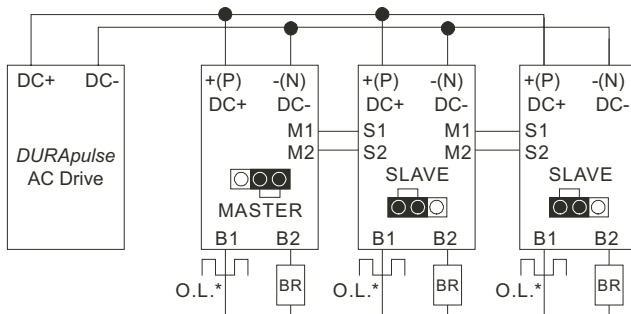 DC+ DC-
DURApulse
AC Drive
+(P) -(N)
DC+ DC-
M1
M2
MASTER
B1 B2
O.L.*
BR
+(P) -(N)
DC+ DC-
S1 M1
S2 M2
SLAVE
B1 B2
O.L.*
BR
+(P) -(N)
DC+ DC-
S1
S2
SLAVE
B1 B2
O.L.*
BR